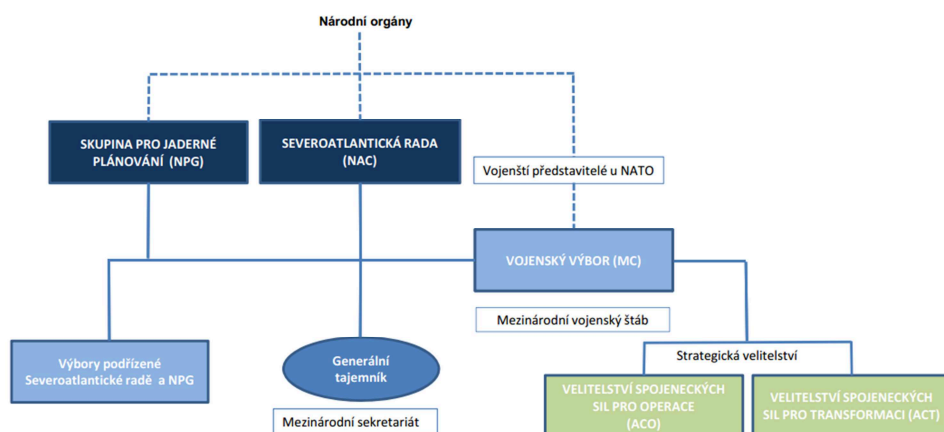 Národní orgány
SKUPINA PRO JADERNÉ
PLÁNOVÁNÍ (NPG)
SEVEROATLANTICKÁ RADA
(NAC)
Vojenští představitelé u NATO
VOJENSKÝ VÝBOR (MC)
Mezinárodní vojenský štáb
Výbory podřízené
Severoatlantické radě a NPG
Generální
tajemník
Mezinárodní sekretariát
Strategická velitelství
VELITELSTVÍ SPOJENECKÝCH
SIL PRO OPERACE
(ACO)
VELITELSTVÍ SPOJENECKÝCH
SIL PRO TRANSFORMACI (ACT)